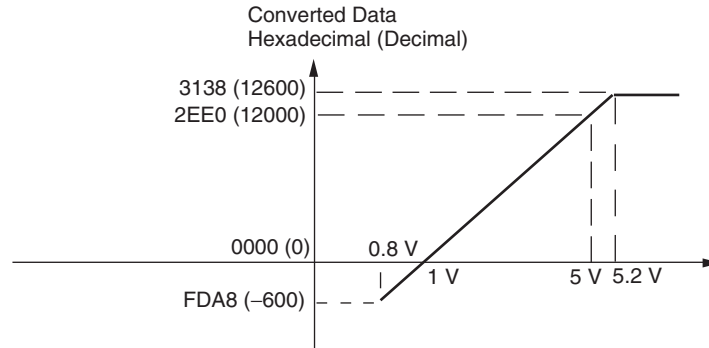 Converted Data
Hexadecimal (Decimal)
3138 (12600)
2EE0 (12000)
0000 (0)
0.8 V
1 V
5 V
5.2 V
FDA8 (–600)